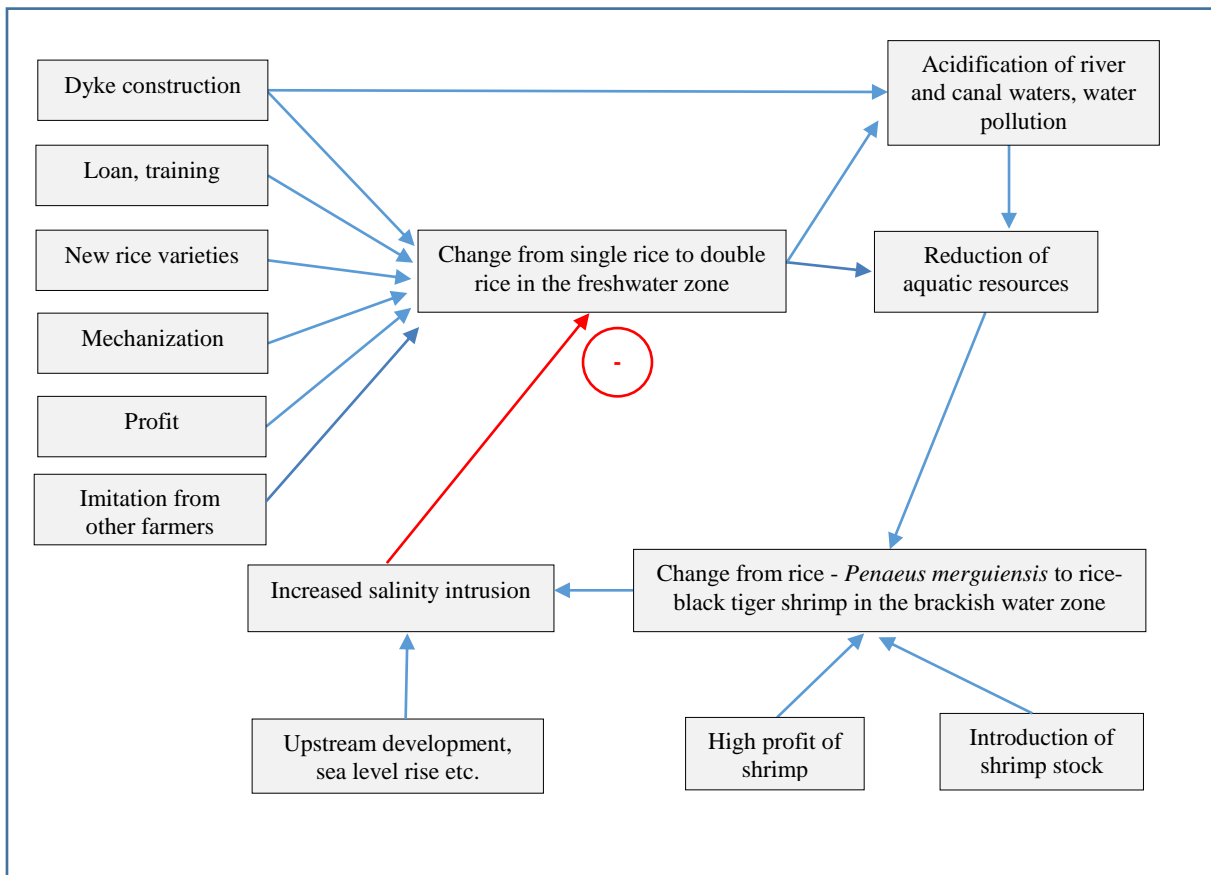 Dyke construction
Loan, training
New rice varieties
Mechanization
Profit
Imitation from
other farmers
Change from single rice to double
rice in the freshwater zone
-
Acidification of river
and canal waters, water
pollution
Reduction of
aquatic resources
Increased salinity intrusion
Change from rice - Penaeus merguiensis to rice-
black tiger shrimp in the brackish water zone
Upstream development,
sea level rise etc.
High profit of
shrimp
Introduction of
shrimp stock